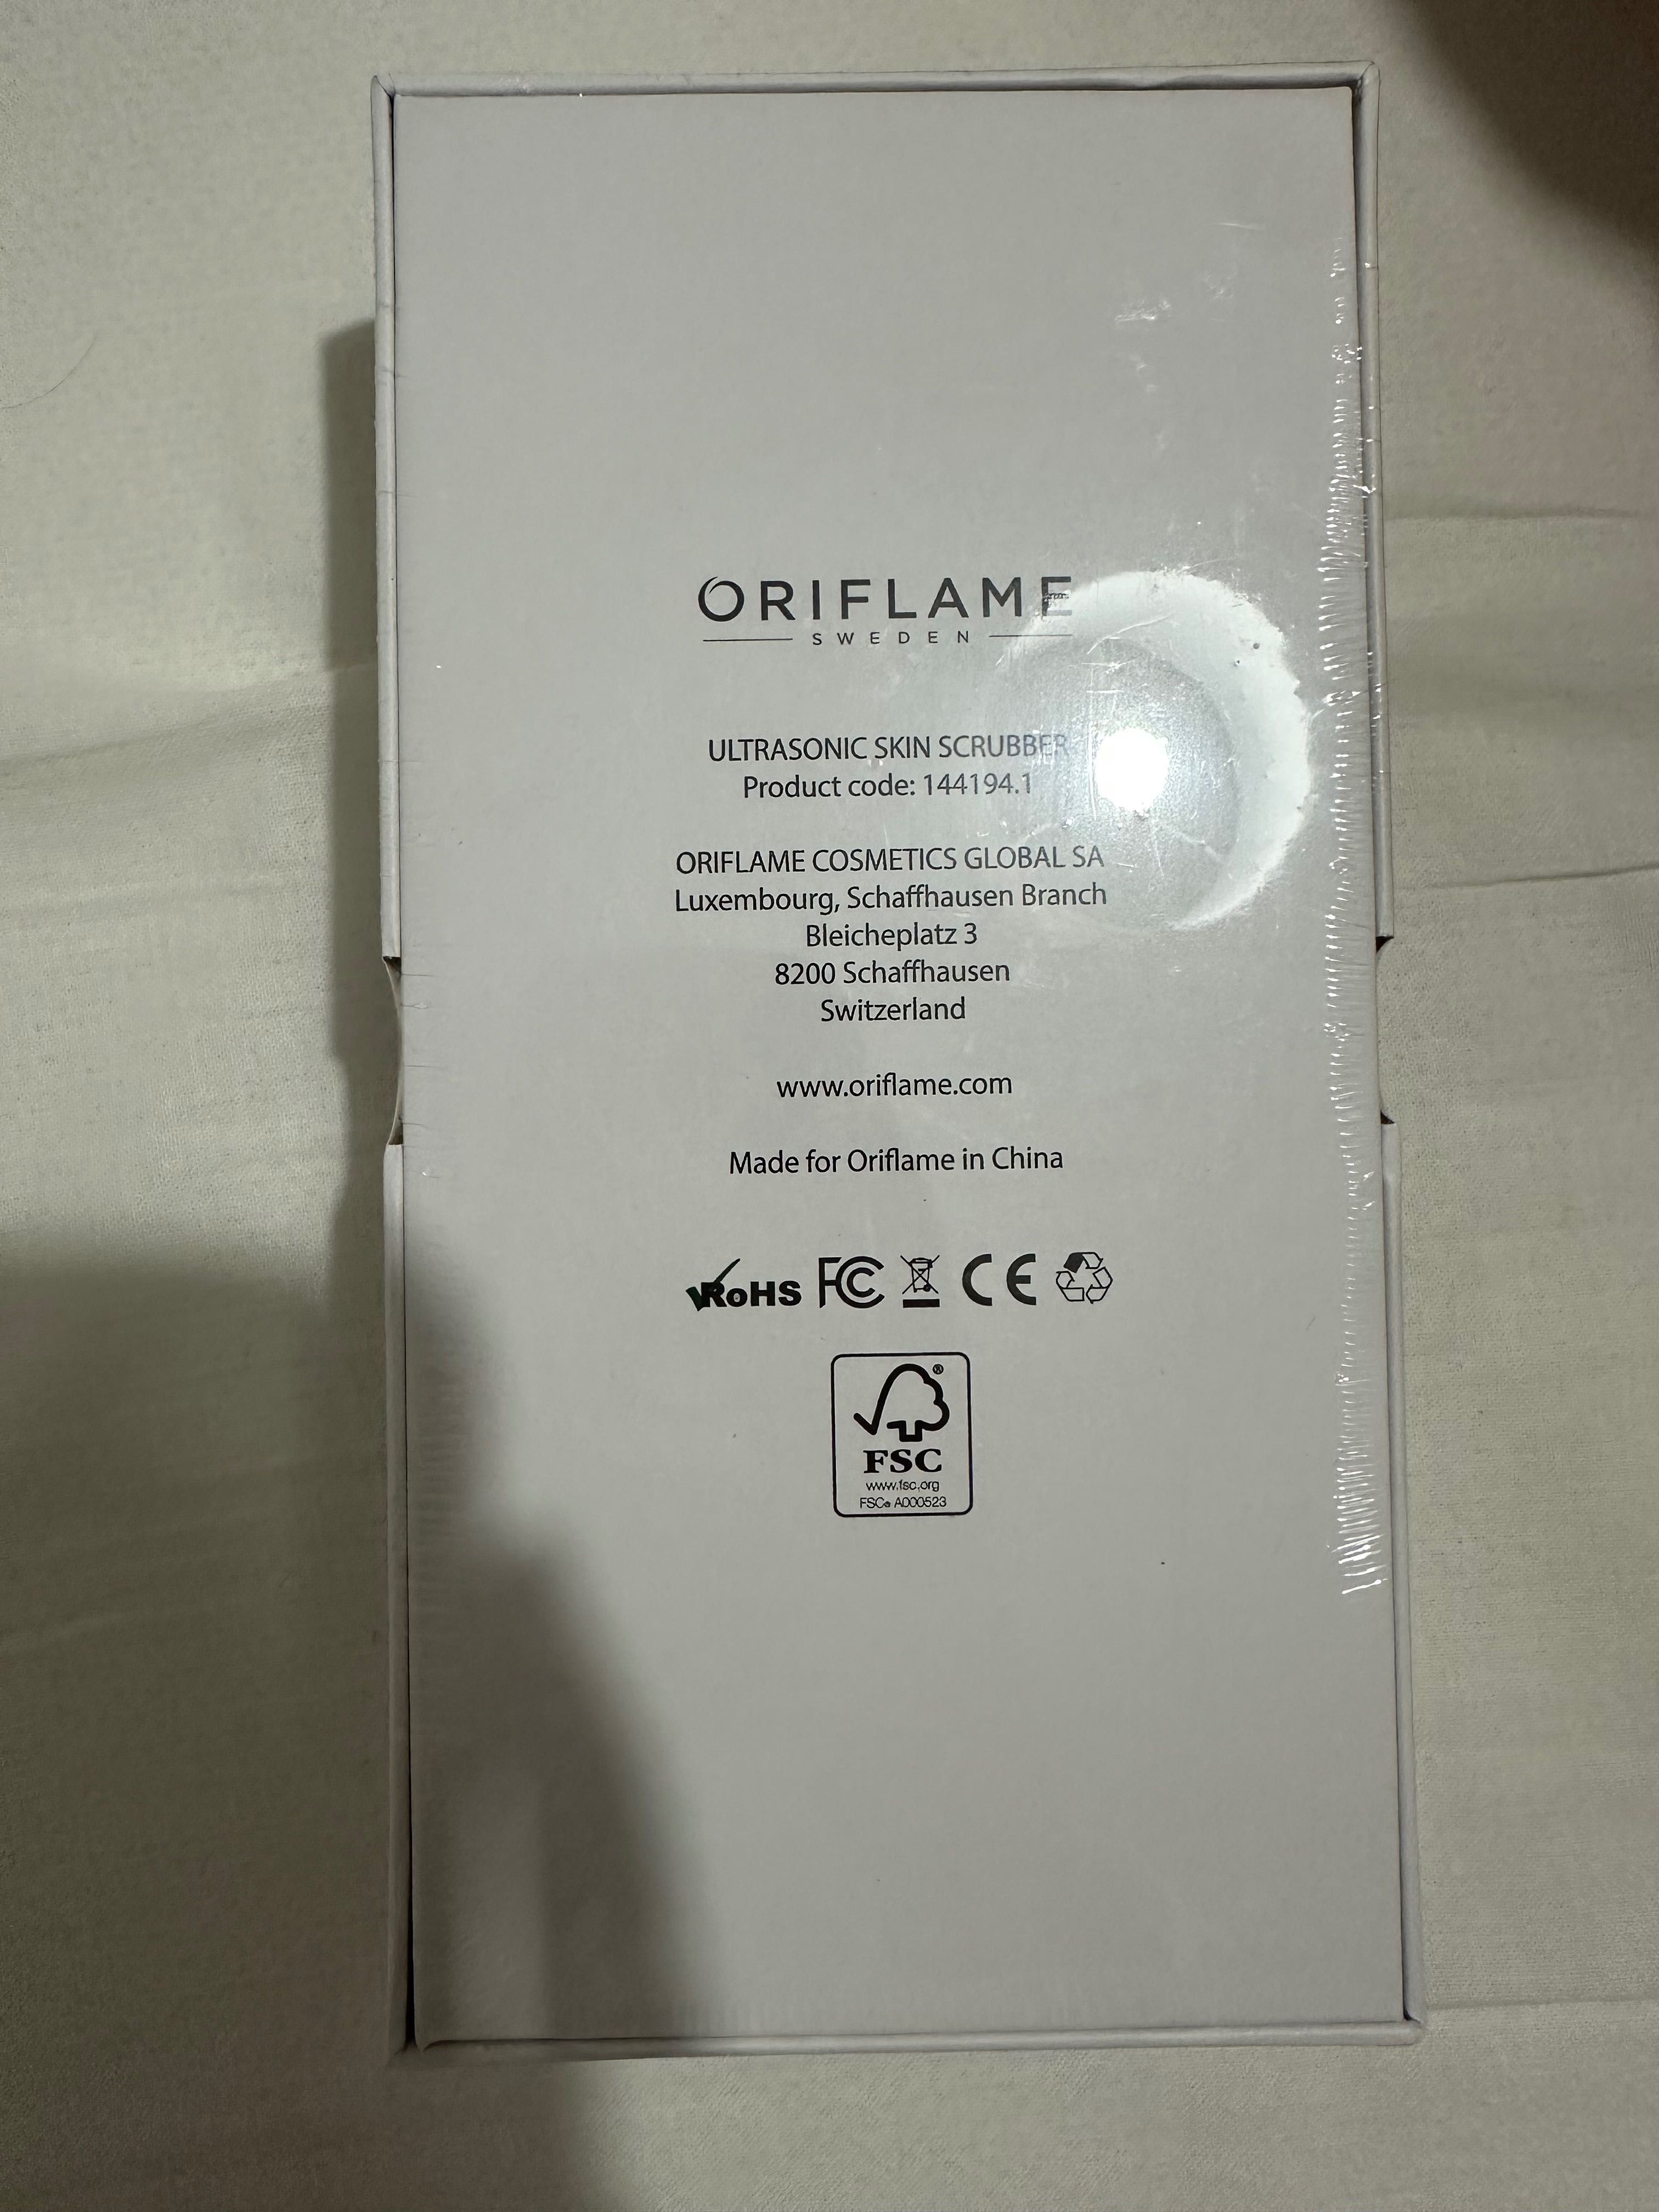 ORIFLAME
SWEDEN
ULTRASONIC SKIN SCRUBBER
Product code: 144194.1
ORIFLAME COSMETICS GLOBAL SA
Luxembourg, Schaffhausen Branch
Bleicheplatz 3
8200 Schaffhausen
Switzerland
www.oriflame.com
Made for Oriflame in China
RoHS FC CE
FSC
www.fsc.org
FSC® A000523